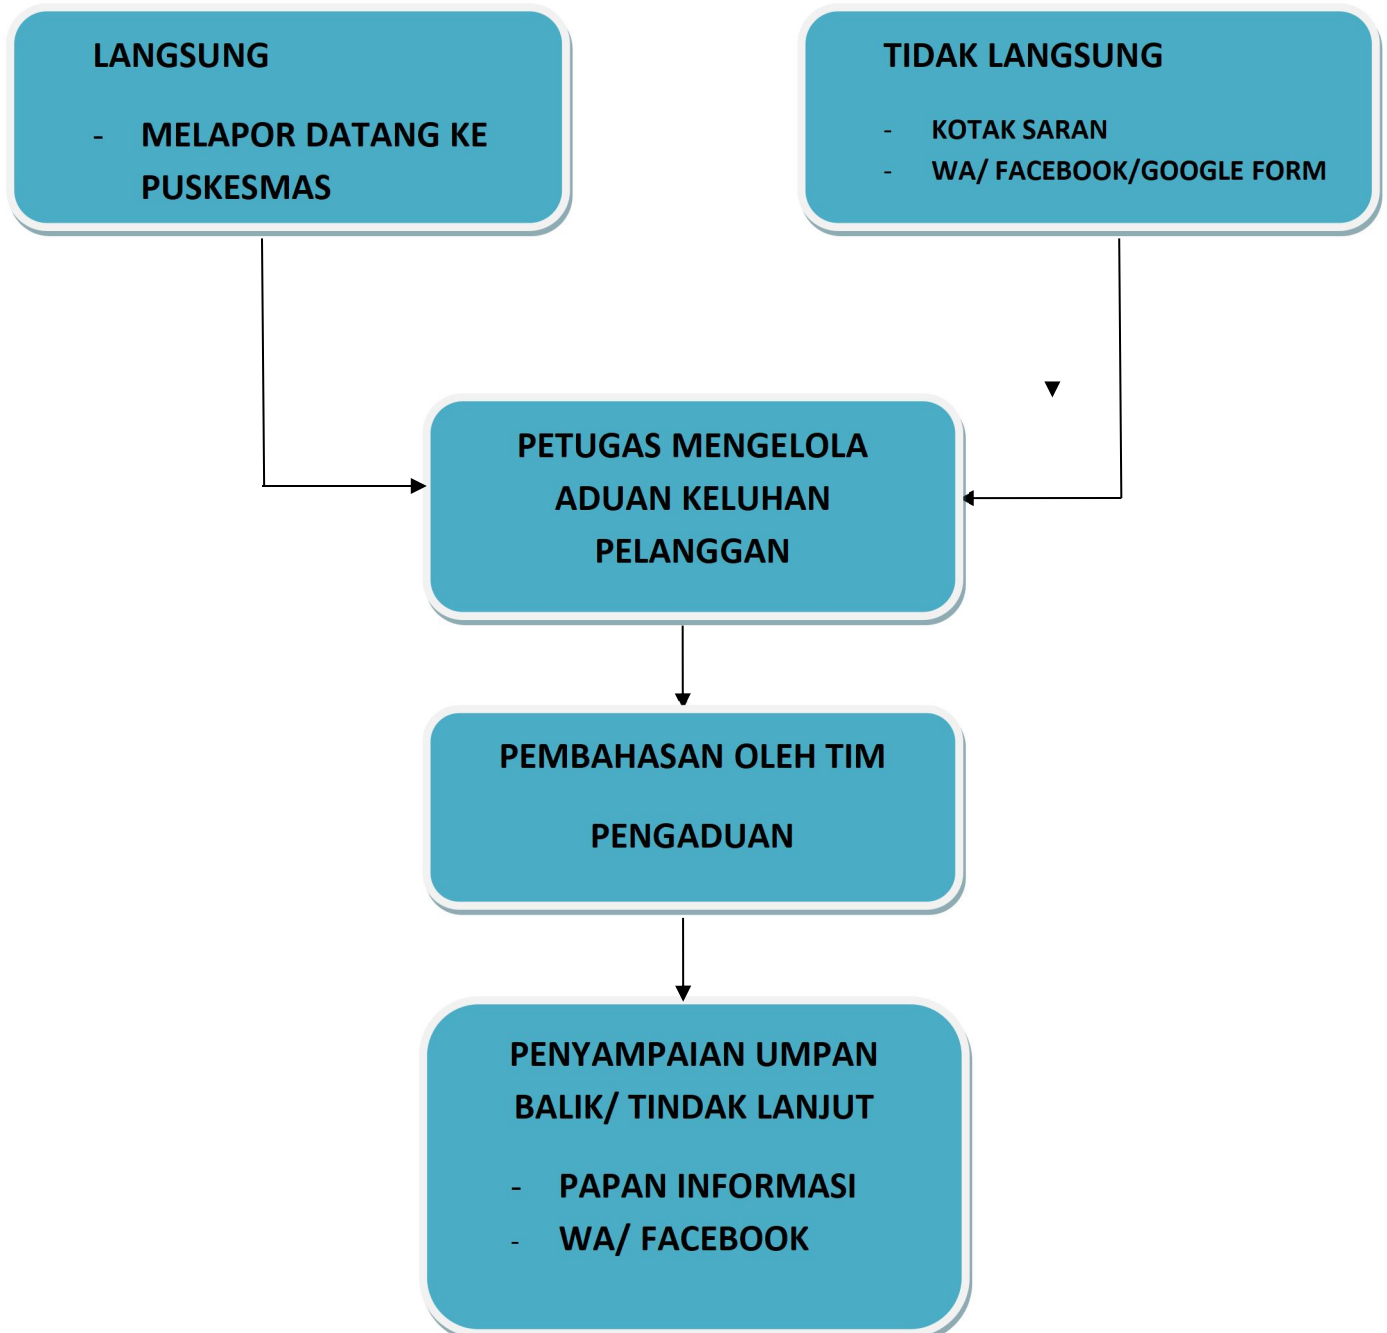 LANGSUNG
- MELAPOR DATANG KE
PUSKESMAS
TIDAK LANGSUNG
- KOTAK SARAN
- WA/ FACEBOOK/GOOGLE FORM
PETUGAS MENGELOLA
ADUAN KELUHAN
PELANGGAN
PEMBAHASAN OLEH TIM
PENGADUAN
PENYAMPAIAN UMPAN
BALIK/ TINDAK LANJUT
- PAPAN INFORMASI
- WA/ FACEBOOK